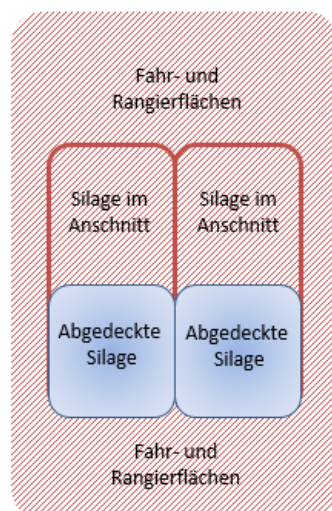 Fahr- und
Rangierflächen
Silage im
Anschnitt
Silage im
Anschnitt
Abgedeckte
Silage
Abgedeckte
Silage
Fahr- und
Rangierflächen